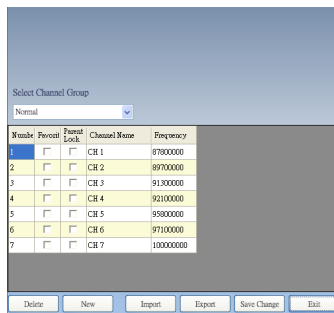 Select Channel Group
Normal
Numbe Favorit Parent Lock Channel Name Frequency
1 CH 1 87800000
2 CH 2 89700000
3 CH 3 91300000
4 CH 4 92100000
5 CH 5 95800000
6 CH 6 97100000
7 CH 7 100000000
Delete New Import Export Save Change Exit